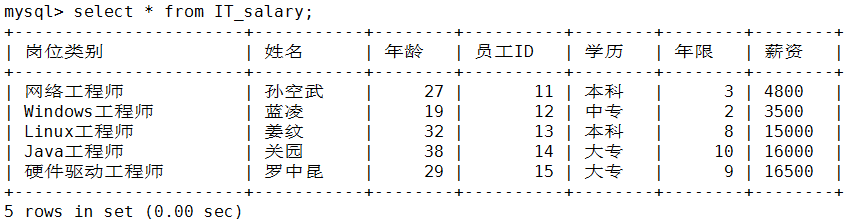 mysql> select * from IT_salary;
+-----------------------+-----------+--------+----------+--------+--------+--------+
| 岗位类别 | 姓名 | 年龄 | 员工ID | 学历 | 年限 | 薪资 |
+-----------------------+-----------+--------+----------+--------+--------+--------+
| 网络工程师 | 孙空武 | 27 | 11 | 本科 | 3 | 4800 |
| Windows工程师 | 蓝凌 | 19 | 12 | 中专 | 2 | 3500 |
| Linux工程师 | 姜纹 | 32 | 13 | 本科 | 8 | 15000 |
| Java工程师 | 关园 | 38 | 14 | 大专 | 10 | 16000 |
| 硬件驱动工程师 | 罗中昆 | 29 | 15 | 大专 | 9 | 16500 |
+-----------------------+-----------+--------+----------+--------+--------+--------+
5 rows in set (0.00 sec)